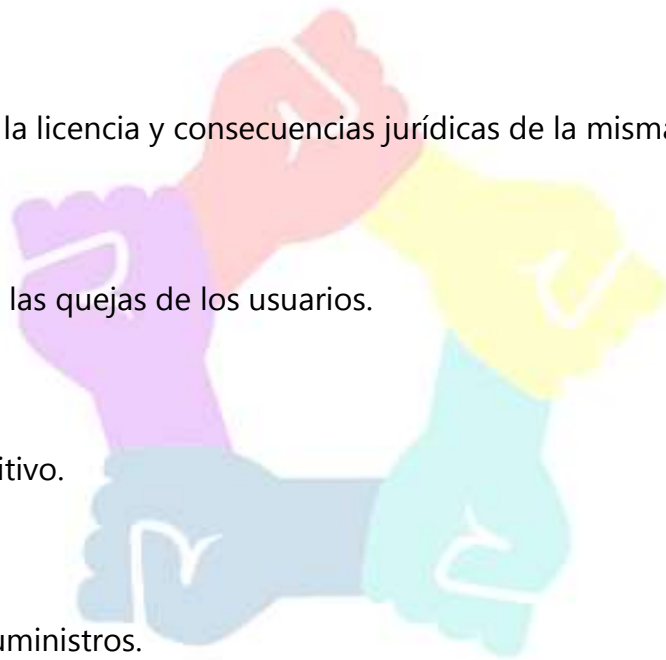 la licencia y consecuencias jurídicas de la misma
las quejas de los usuarios.
itivo.
uministros.